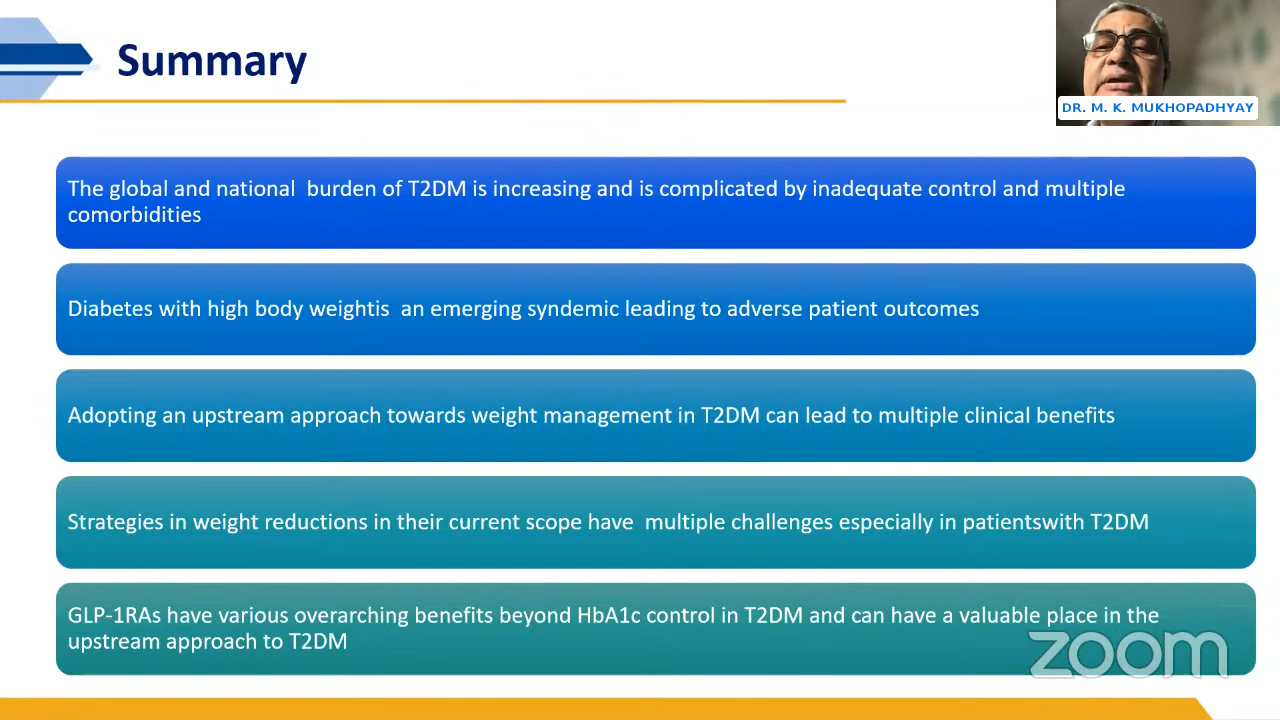 Summary
DR. M. K. MUKHOPADHYAY
The global and national burden of T2DM is increasing and is complicated by inadequate control and multiple
comorbidities
Diabetes with high body weightis an emerging syndemic leading to adverse patient outcomes
Adopting an upstream approach towards weight management in T2DM can lead to multiple clinical benefits
Strategies in weight reductions in their current scope have multiple challenges especially in patientswith T2DM
GLP-1RAs have various overarching benefits beyond HbA1c control in T2DM and can have a valuable place in the
upstream approach to T2DM
zoom